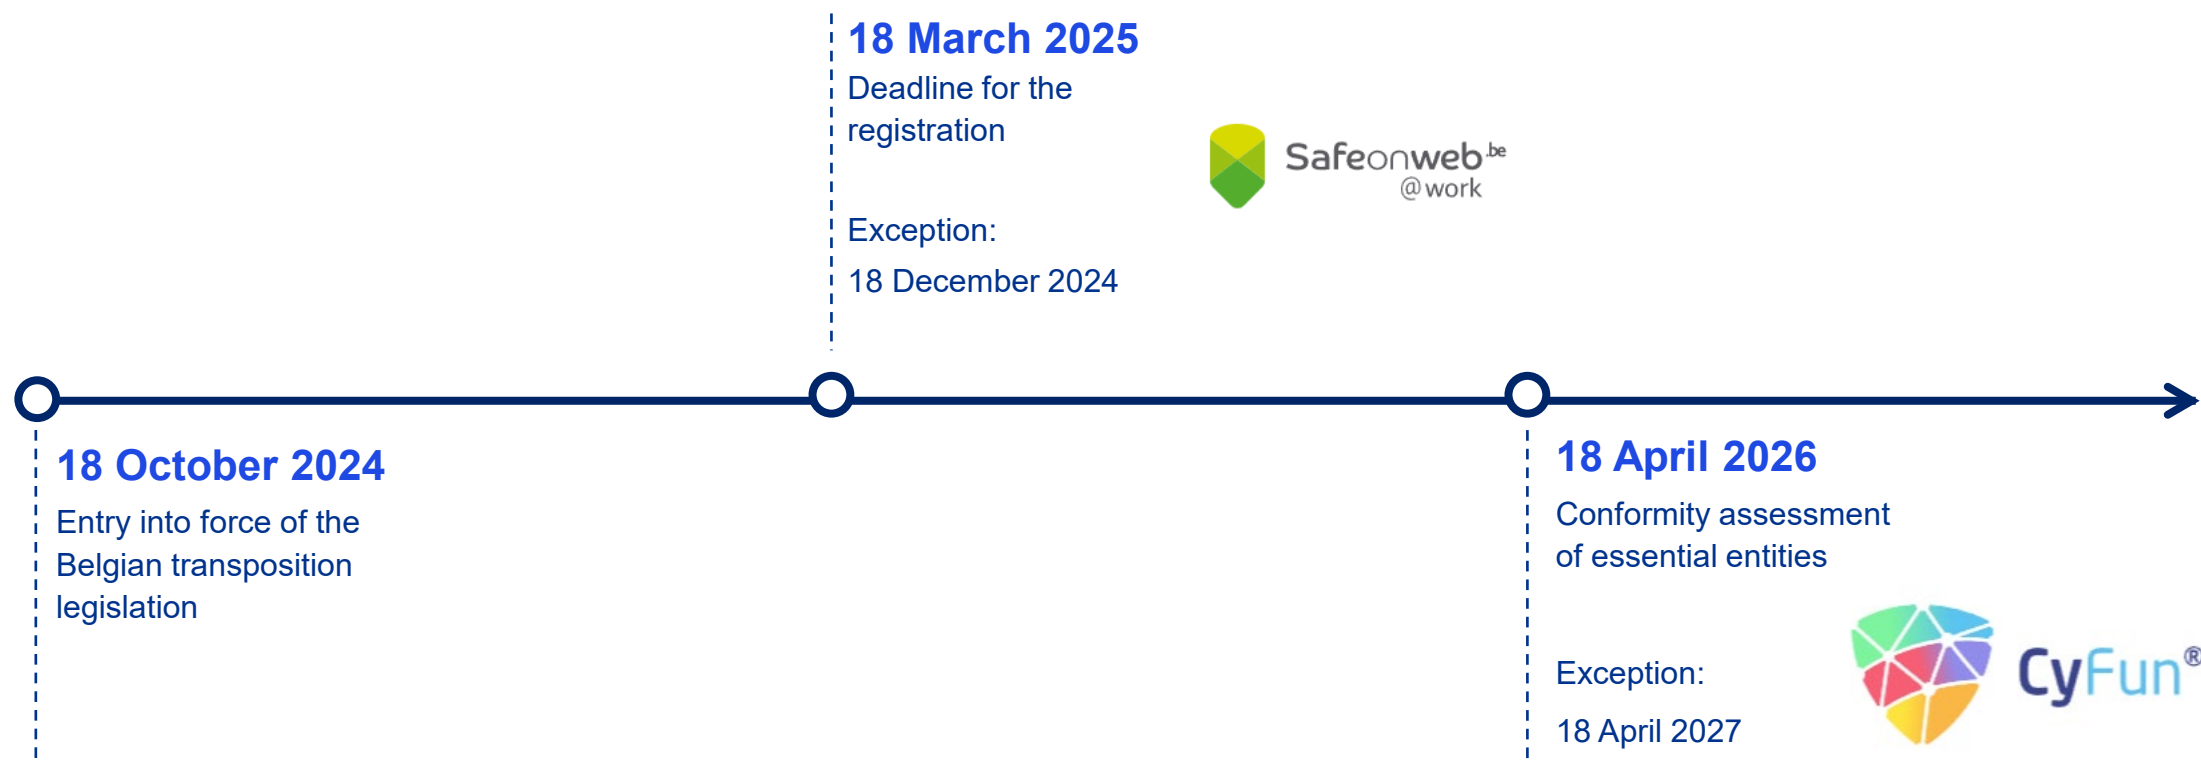 18 March 2025
Deadline for the
registration
Safeonweb.be
@work
Exception:
18 December 2024
18 October 2024
Entry into force of the
Belgian transposition
legislation
18 April 2026
Conformity assessment
of essential entities
Exception:
18 April 2027
CyFun®